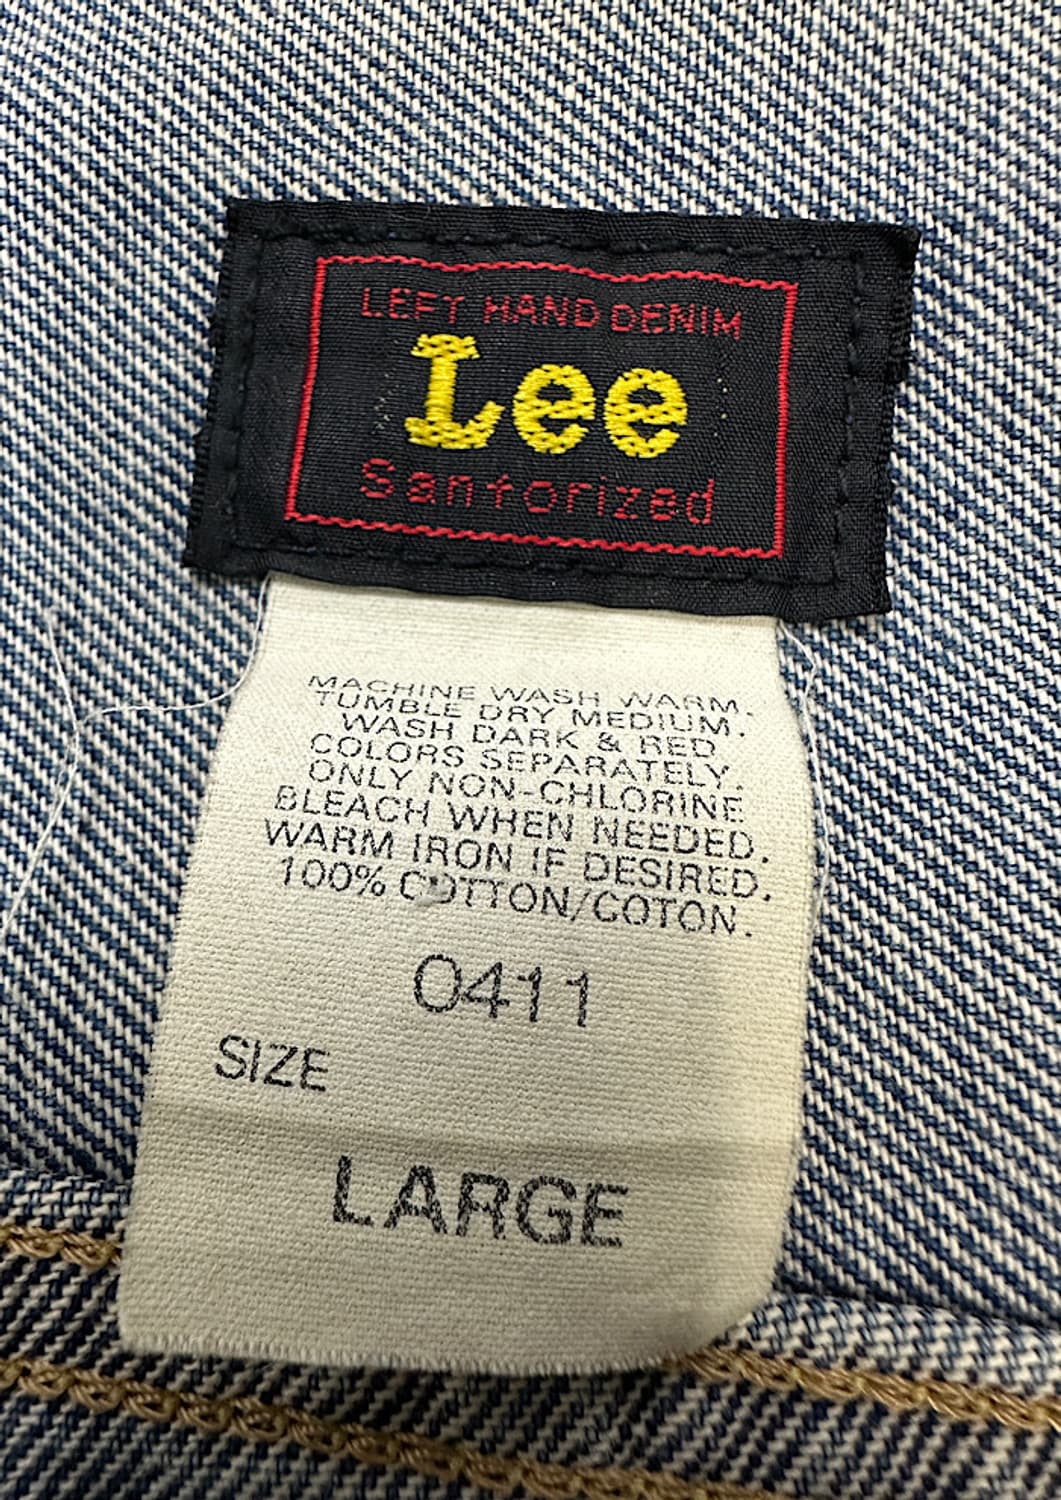 LEFT HAND DENIM
Lee
Sanforized
MACHINE WASH WARM.
TUMBLE DRY MEDIUM.
WASH DARK & RED
COLORS SEPARATELY.
ONLY NON-CHLORINE
BLEACH WHEN NEEDED.
WARM IRON IF DESIRED.
100% COTTON/COTON.
0411
SIZE
LARGE